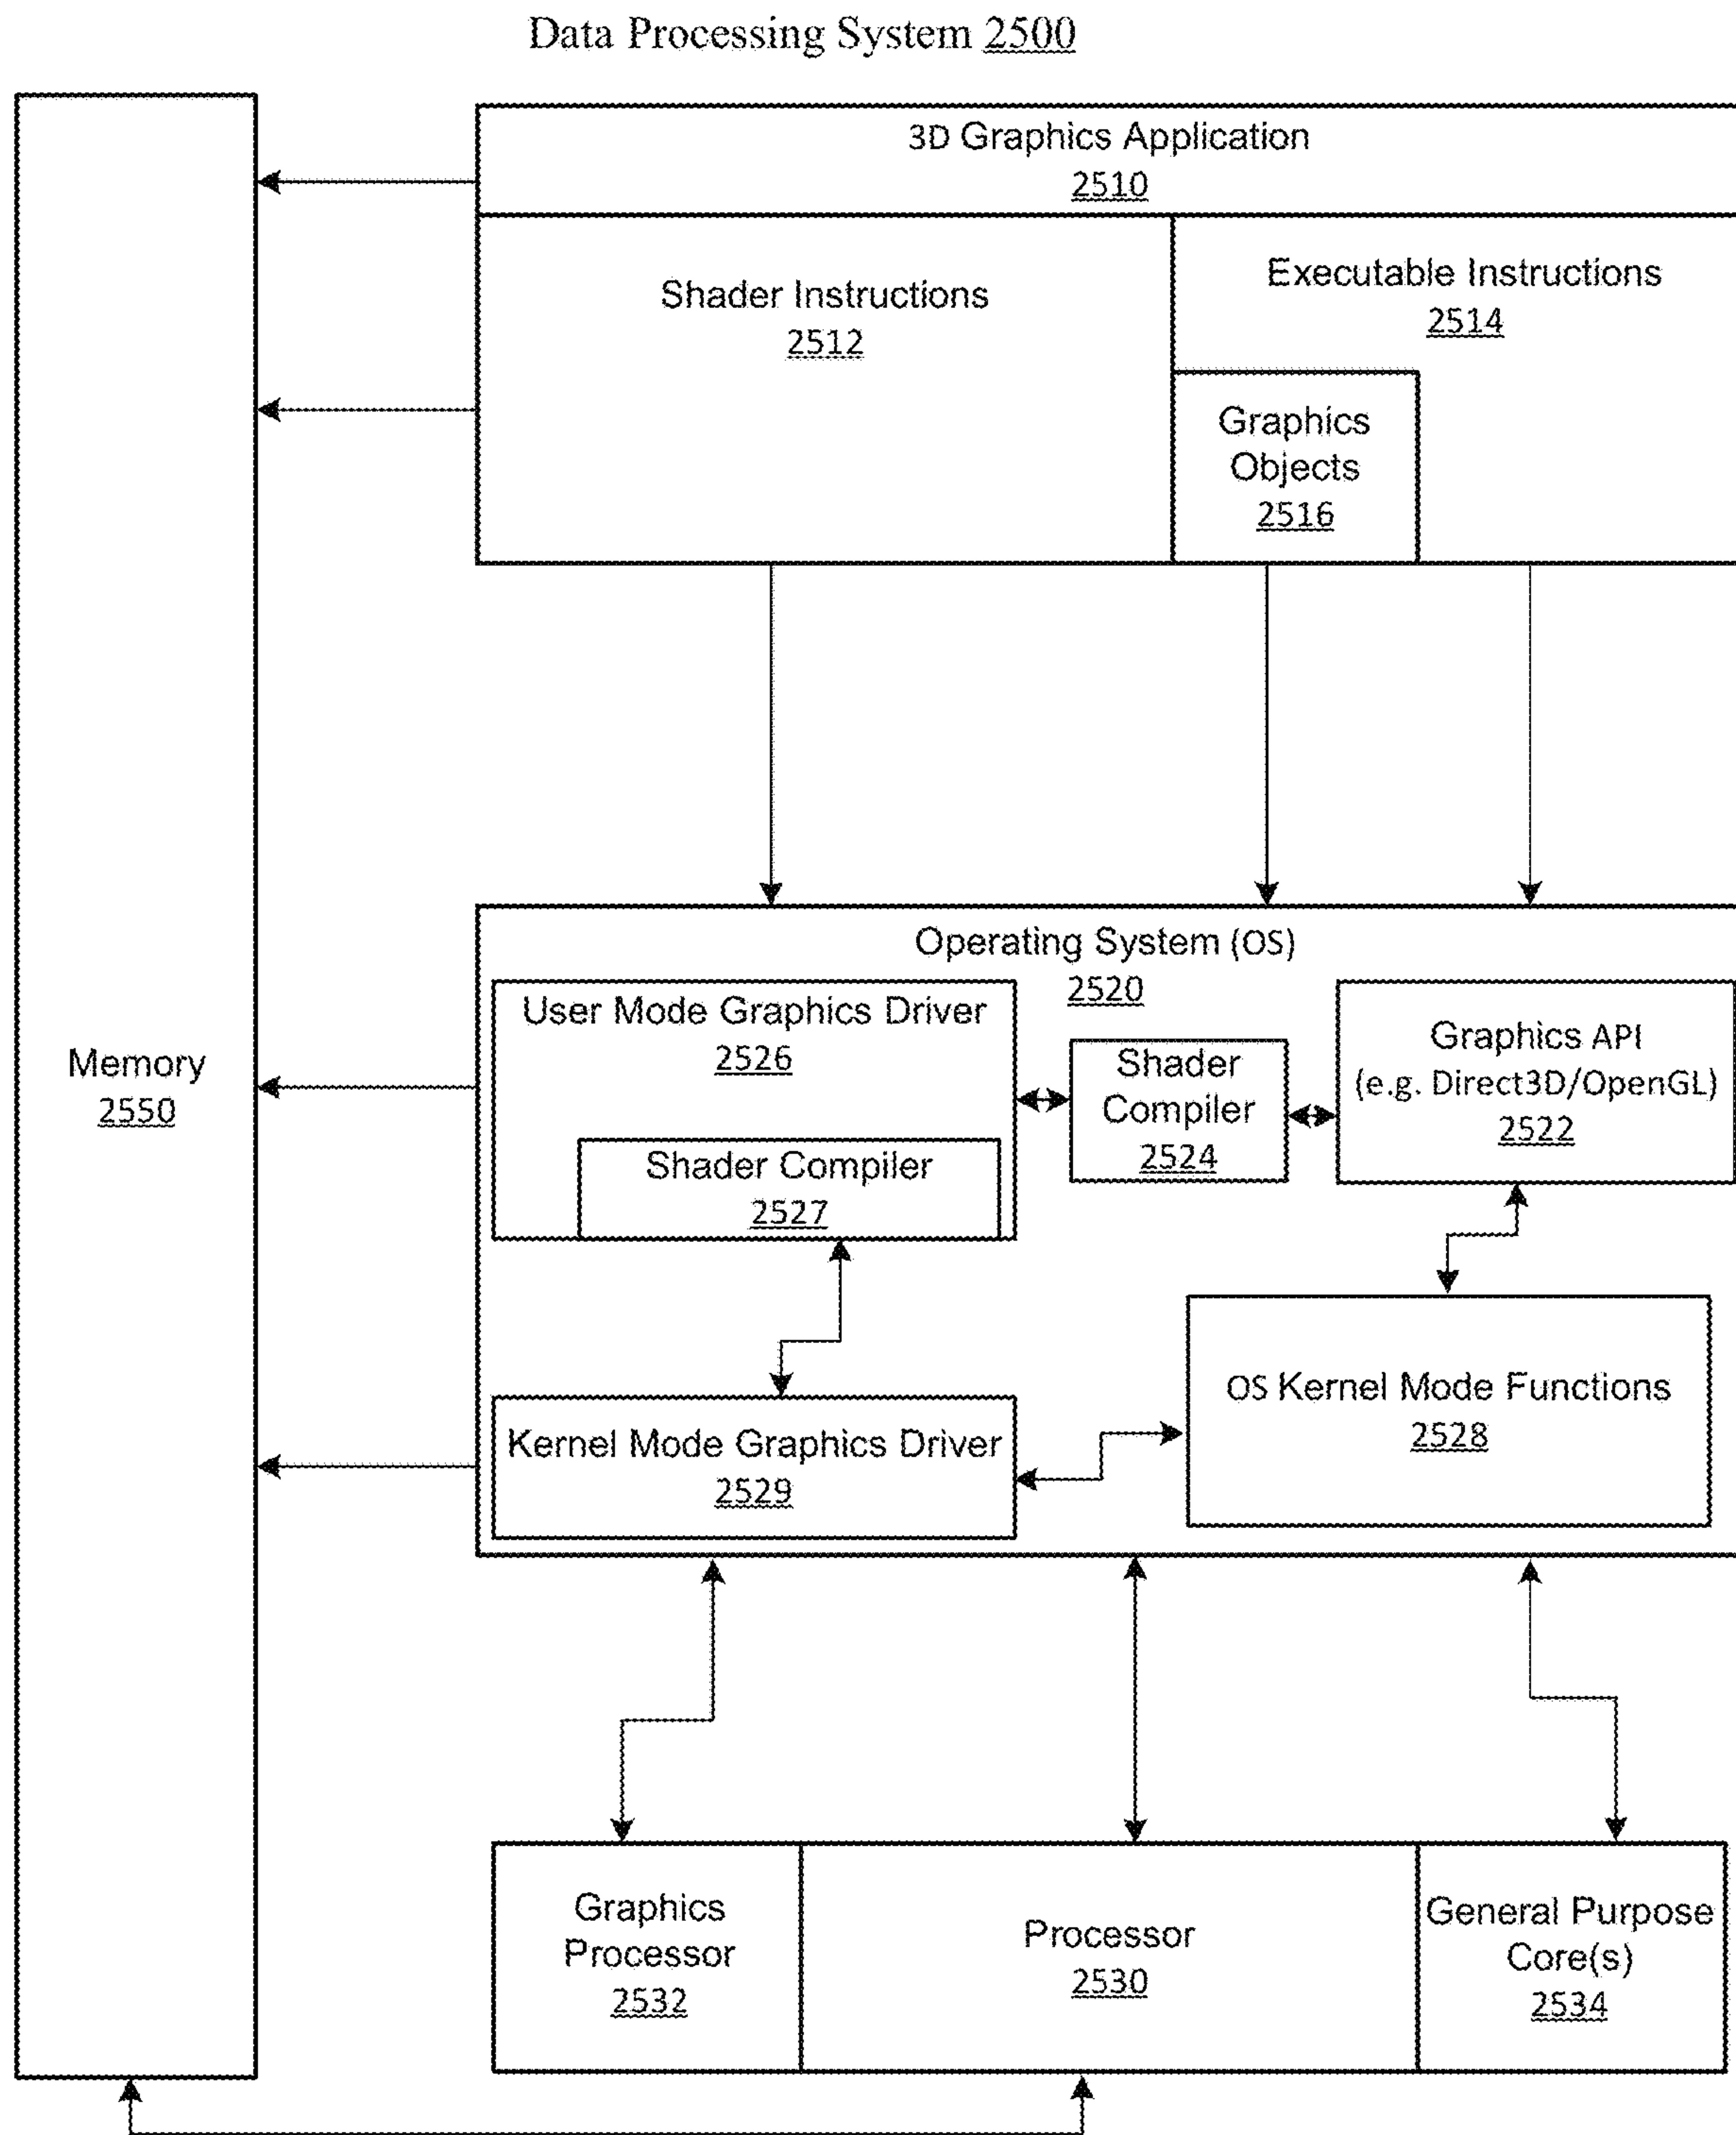 Data Processing System 2500
3D Graphics Application
2510
Shader Instructions
2512
Executable Instructions
2514
Graphics
Objects
2516
Operating System (OS)
2520
User Mode Graphics Driver
2526
Shader Compiler
2527
Shader
Compiler
2524
Graphics API
(e.g. Direct3D/OpenGL)
2522
Memory
2550
Kernel Mode Graphics Driver
2529
OS Kernel Mode Functions
2528
Graphics
Processor
2532
Processor
2530
General Purpose
Core(s)
2534